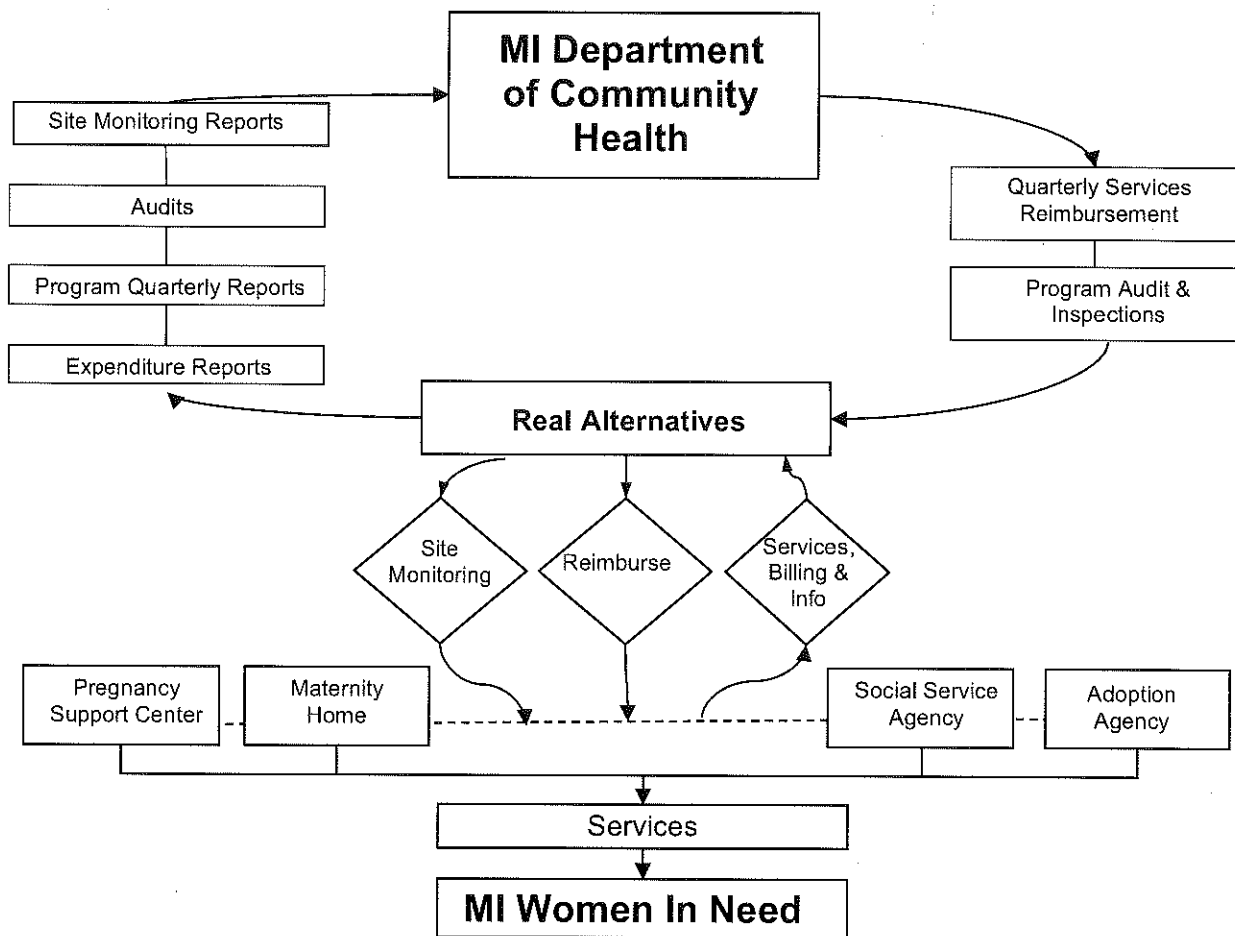 MI Department
of Community
Health
Site Monitoring Reports
Audits
Program Quarterly Reports
Expenditure Reports
Quarterly Services
Reimbursement
Program Audit &
Inspections
Real Alternatives
Site
Monitoring
Reimburse
Services,
Billing &
Info
Pregnancy
Support Center
Maternity
Home
Social Service
Agency
Adoption
Agency
Services
MI Women In Need